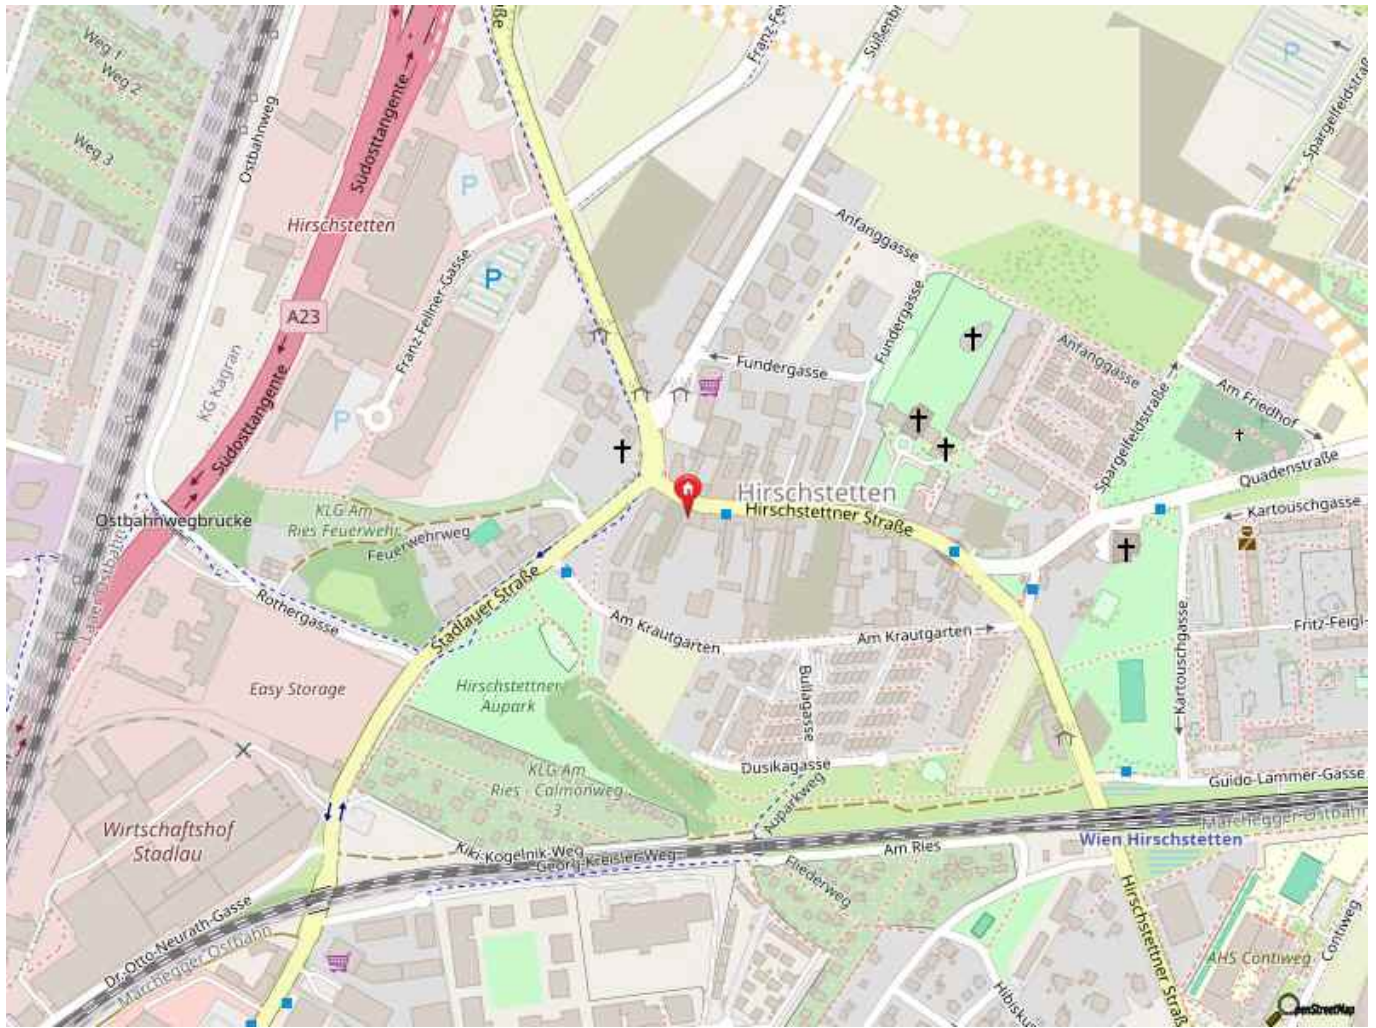 Weg 1
Weg 2
Weg 3
Ostbahnweg
Südosttangente
Hirschstetten
A23
KG Kagran
Südosttangente
Franz-Fellner-Gasse
P
P
P
P
Anfanggasse
Fundergasse
Fundergasse
Anfanggasse
Spargelfeldstraße
Am Friedhof
Quadenstraße
Hirschstetten
Hirschstettner Straße
Kartouschgasse
Ostbahnwegbrücke
KLG Am
Ries Feuerwehr
Feuerwehrweg
Rothergasse
Stadlauer Straße
Am Krautgarten
Am Krautgarten
Fritz-Feigl-
Kartouschgasse
Easy Storage
Hirschstettner
Aupark
Bullagasse
Dusikagasse
Guido-Lammer-Gasse
KLG Am
Ries - Calmonweg
3
Auparkweg
Wirtschaftshof
Stadlau
Kiki-Kogelnik-Weg
Georg-Kreisler-Weg
Am Ries
Wien Hirschstetten
Marchegger Ostbahn
Fliederweg
Dr.-Otto-Neurath-Gasse
Marchegger Ostbahn
Hirschstettner Straß
AHS Contiweg
Contiweg
Hibisku
OpenStreetMap